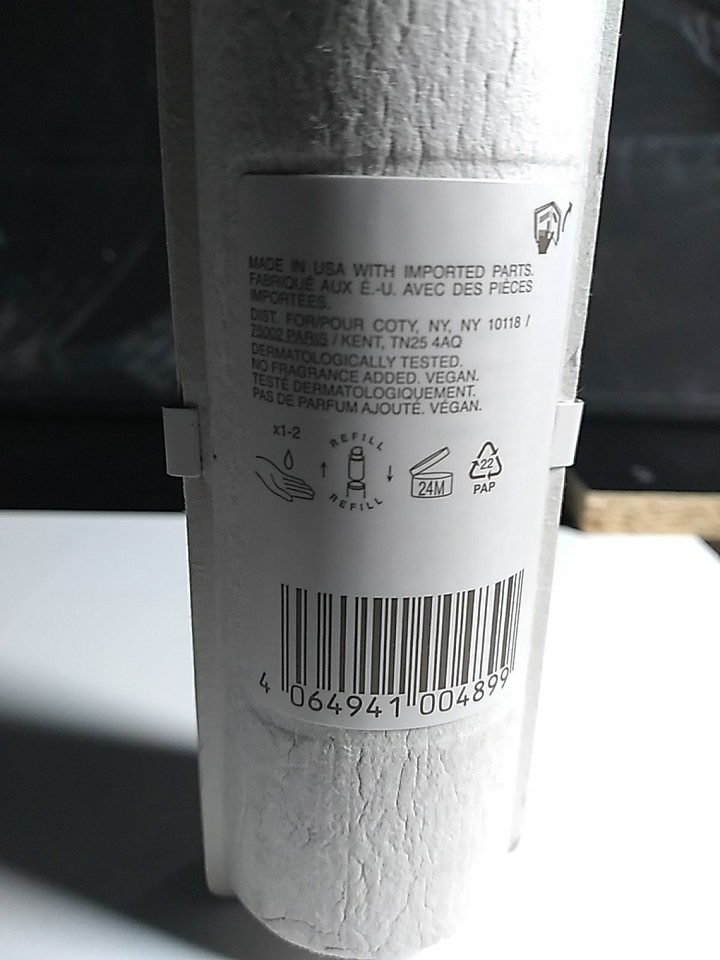 MADE IN USA WITH IMPORTED PARTS.
FABRIQUÉ AUX É.-U. AVEC DES PIÈCES
IMPORTÉES.
DIST. FOR/POUR COTY, NY, NY 10118 /
75002 PARIS / KENT, TN25 4AQ
DERMATOLOGICALLY TESTED.
NO FRAGRANCE ADDED. VEGAN.
TESTÉ DERMATOLOGIQUEMENT.
PAS DE PARFUM AJOUTÉ. VÉGAN.
x1-2
REFILL
REFILL
24M
22
PAP
4 064941 004899